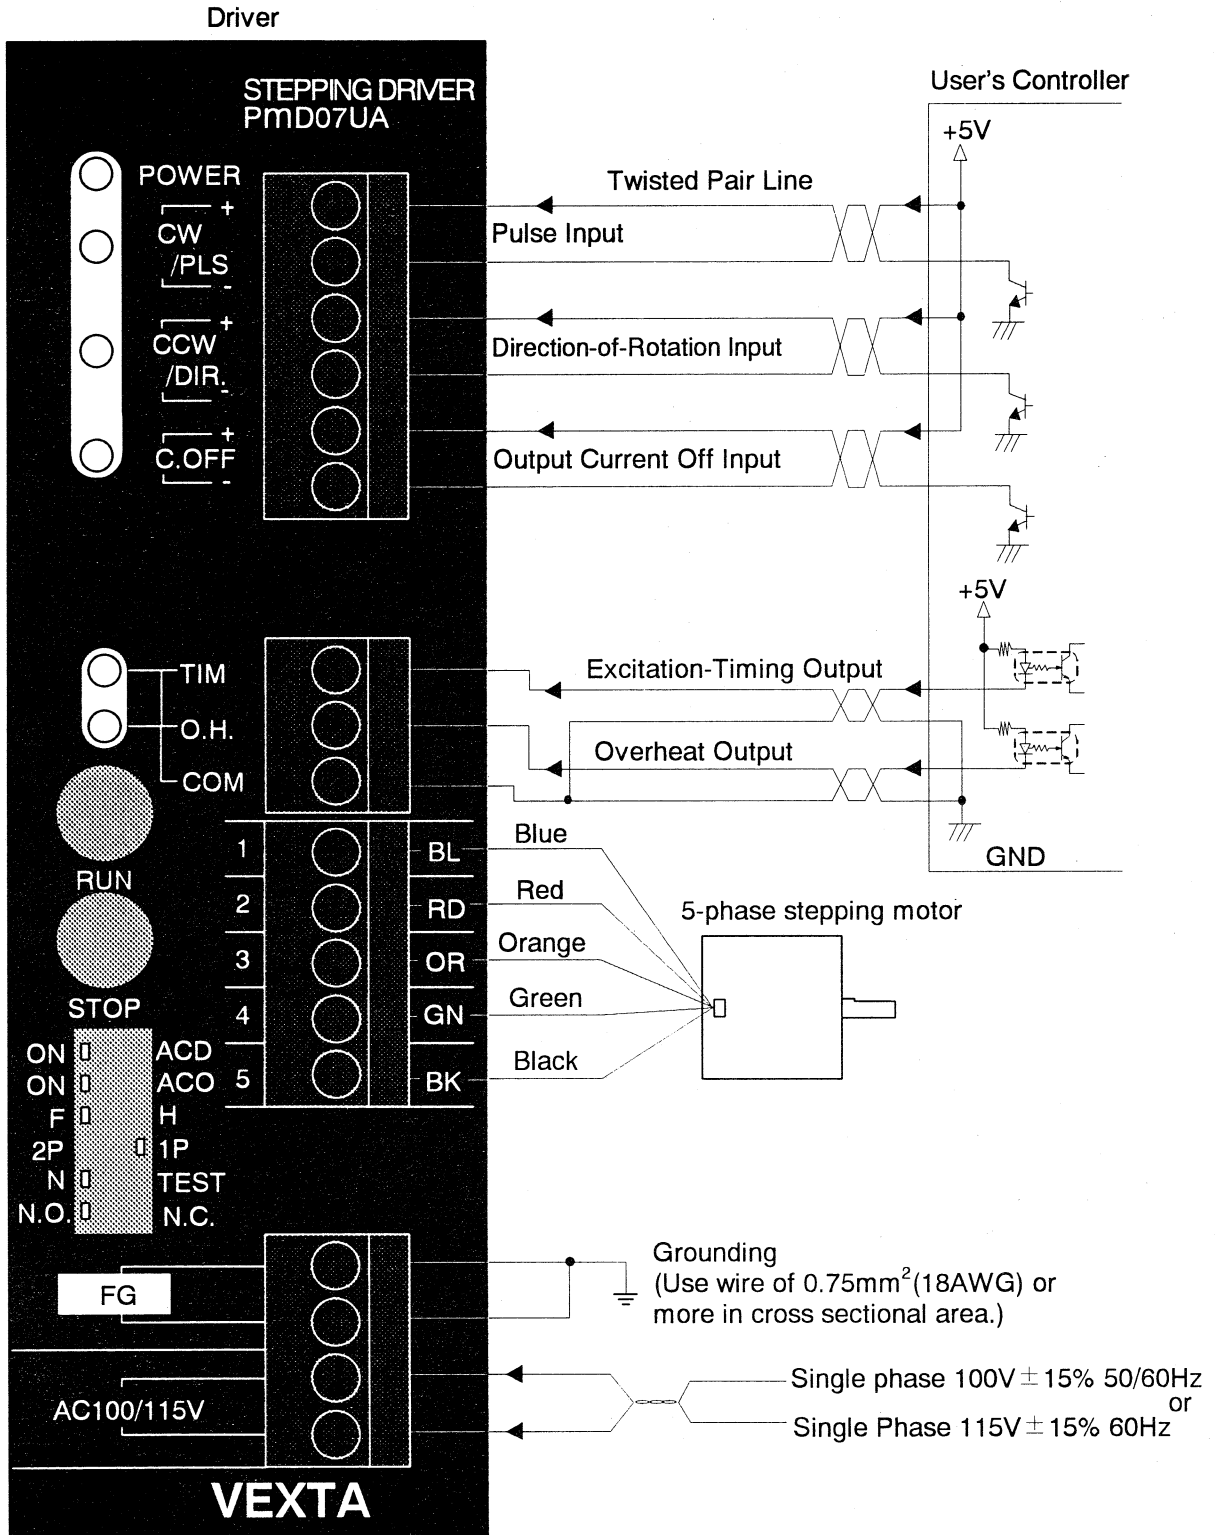 Driver
STEPPING DRIVER
PmD07UA
POWER
+
CW
/PLS
-
+
CCW
/DIR.
-
+
C.OFF
-
User's Controller
+5V
Twisted Pair Line
Pulse Input
Direction-of-Rotation Input
Output Current Off Input
+5V
TIM
O.H.
COM
Excitation-Timing Output
Overheat Output
GND
RUN
STOP
1 BL Blue
2 RD Red
3 OR Orange
4 GN Green
5 BK Black
5-phase stepping motor
ON ACD
ON ACO
F H
2P 1P
N TEST
N.O. N.C.
FG
Grounding
(Use wire of 0.75mm²(18AWG) or
more in cross sectional area.)
AC100/115V
Single phase 100V±15% 50/60Hz
or
Single Phase 115V±15% 60Hz
VEXTA